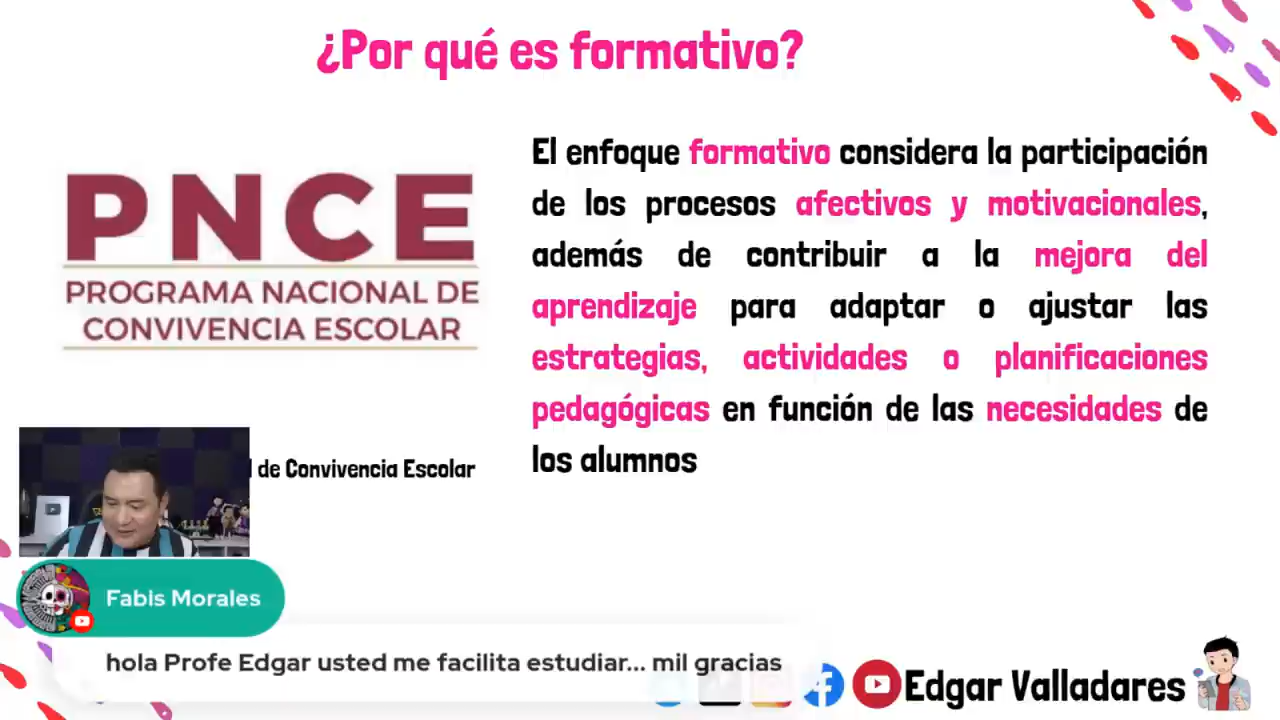 ¿Por qué es formativo?
El enfoque formativo considera la participación
de los procesos afectivos y motivacionales,
además de contribuir a la mejora del
aprendizaje para adaptar o ajustar las
estrategias, actividades o planificaciones
pedagógicas en función de las necesidades de
los alumnos
PNCE
PROGRAMA NACIONAL DE
CONVIVENCIA ESCOLAR
de Convivencia Escolar
Fabis Morales
hola Profe Edgar usted me facilita estudiar... mil gracias
Edgar Valladares